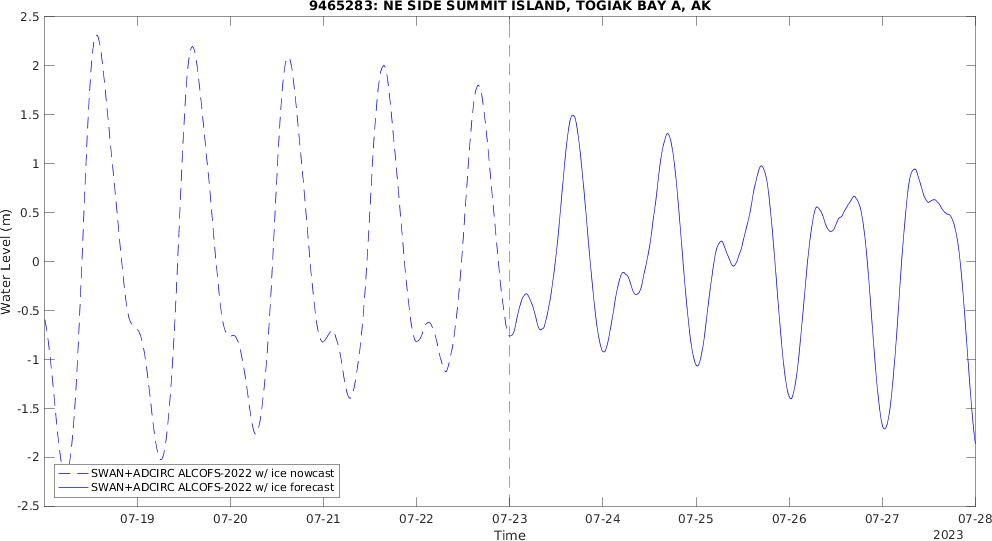 9465283: NE SIDE SUMMIT ISLAND, TOGIAK BAY A, AK
2.5
2
1.5
1
0.5
0
-0.5
-1
-1.5
-2
-2.5
Water Level (m)
SWAN+ADCIRC ALCOFS-2022 w/ ice nowcast
SWAN+ADCIRC ALCOFS-2022 w/ ice forecast
07-19 07-20 07-21 07-22 07-23 07-24 07-25 07-26 07-27 07-28
Time
2023